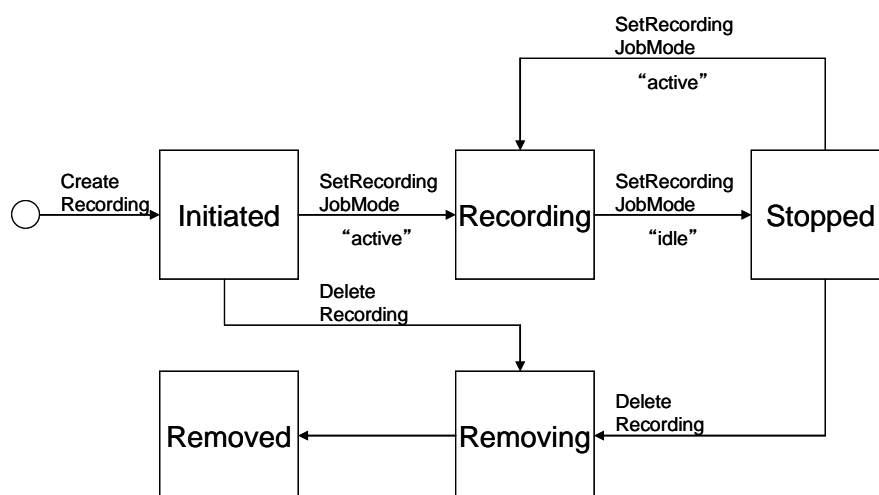 SetRecording
JobMode
“active”
Create
Recording
Initiated
SetRecording
JobMode
“active”
Recording
SetRecording
JobMode
“idle”
Stopped
Delete
Recording
Removed
Removing
Delete
Recording